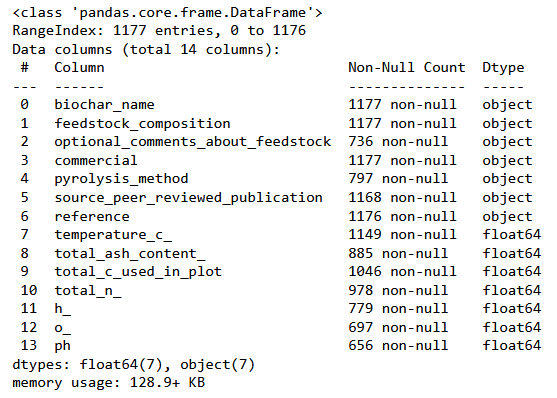 <class 'pandas.core.frame.DataFrame'>
RangeIndex: 1177 entries, 0 to 1176
Data columns (total 14 columns):
 #   Column                           Non-Null Count  Dtype
---  ------                           --------------  -----
 0   biochar_name                     1177 non-null   object
 1   feedstock_composition            1177 non-null   object
 2   optional_comments_about_feedstock  736 non-null    object
 3   commercial                       1177 non-null   object
 4   pyrolysis_method                 797 non-null    object
 5   source_peer_reviewed_publication  1168 non-null   object
 6   reference                        1176 non-null   object
 7   temperature_c_                   1149 non-null   float64
 8   total_ash_content_               885 non-null    float64
 9   total_c_used_in_plot             1046 non-null   float64
 10  total_n_                         978 non-null    float64
 11  h_                               779 non-null    float64
 12  o_                               697 non-null    float64
 13  ph                               656 non-null    float64
dtypes: float64(7), object(7)
memory usage: 128.9+ KB